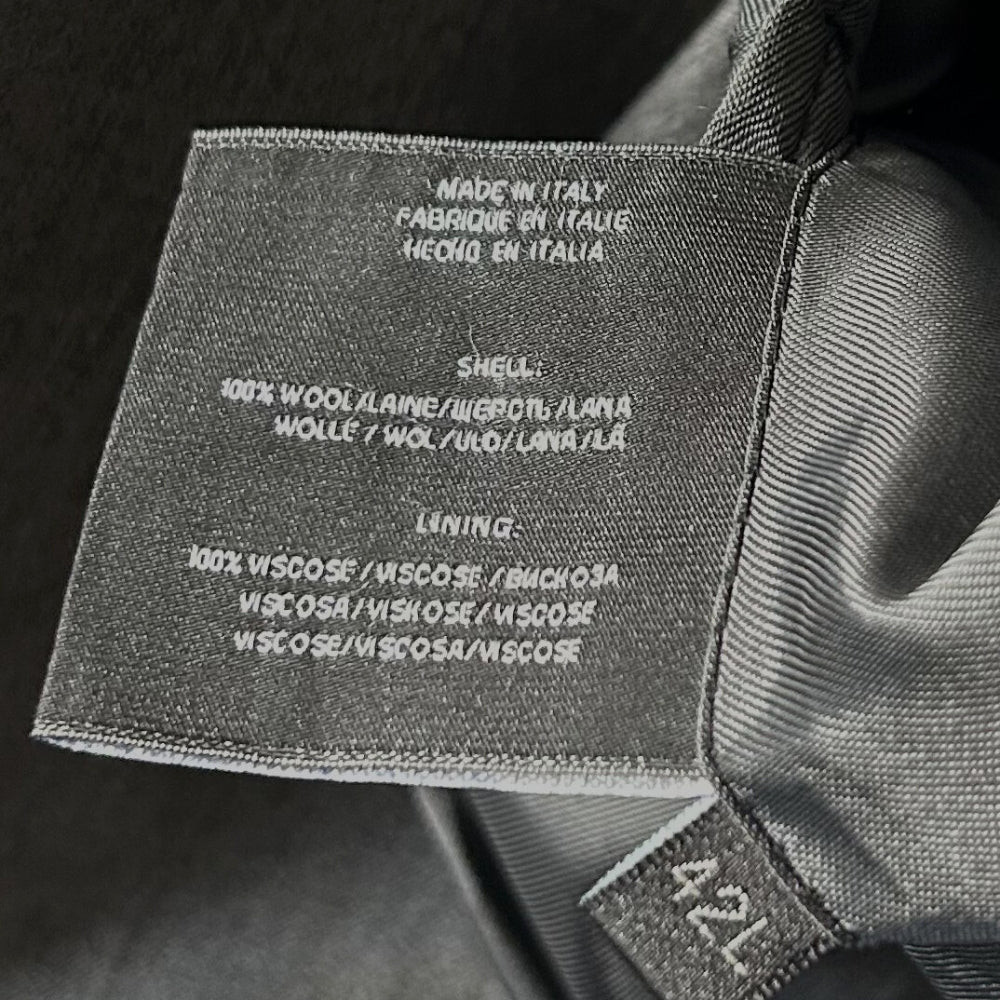 MADE IN ITALY
FABRIQUE EN ITALIE
HECHO EN ITALIA
SHELL:
100% WOOL/LAINE/ШЕРСТЬ/LANA
WOLLE / WOL/ULD/LANA/LÃ
LINING:
100% VISCOSE/VISCOSE/ВИСКОЗА
VISCOSA/VISKOSE/VISCOSE
VISCOSE/VISCOSA/VISCOSE
42L